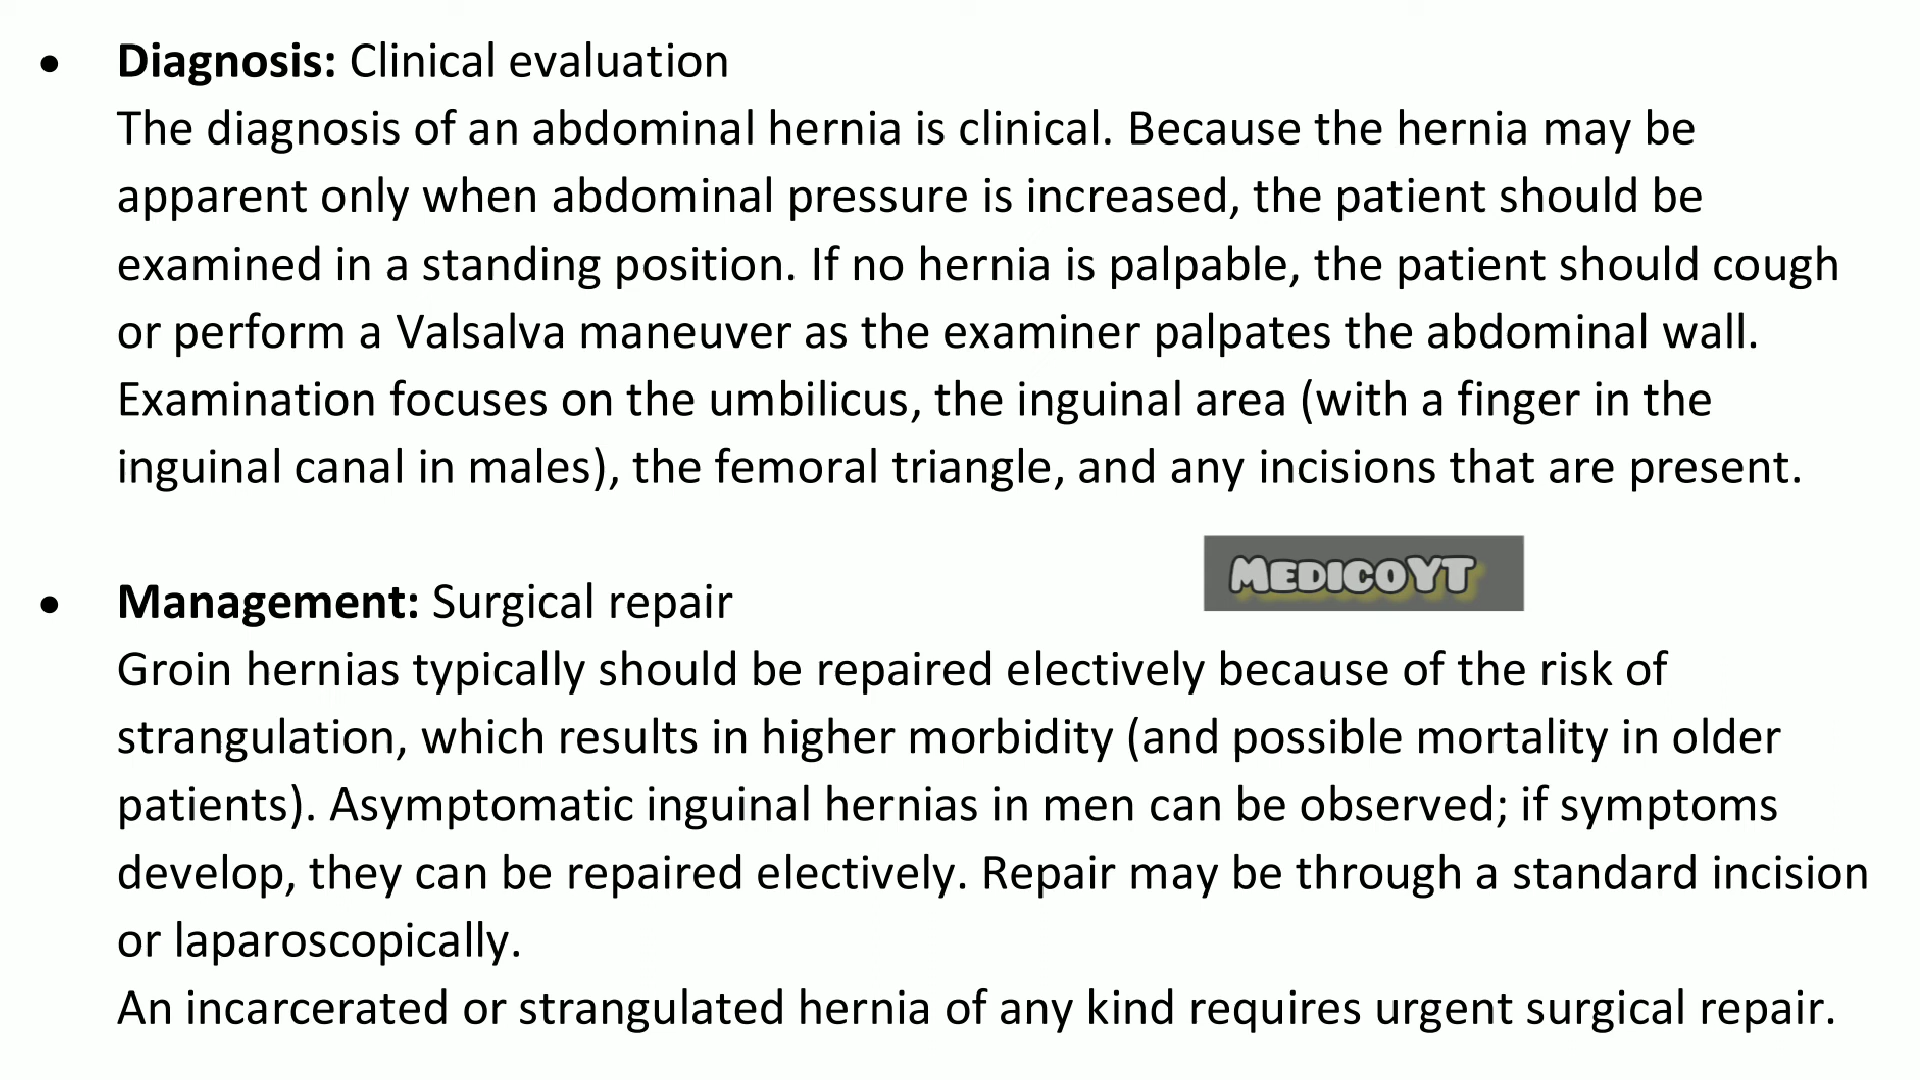 • Diagnosis: Clinical evaluation
The diagnosis of an abdominal hernia is clinical. Because the hernia may be
apparent only when abdominal pressure is increased, the patient should be
examined in a standing position. If no hernia is palpable, the patient should cough
or perform a Valsalva maneuver as the examiner palpates the abdominal wall.
Examination focuses on the umbilicus, the inguinal area (with a finger in the
inguinal canal in males), the femoral triangle, and any incisions that are present.
MEDICOYT
• Management: Surgical repair
Groin hernias typically should be repaired electively because of the risk of
strangulation, which results in higher morbidity (and possible mortality in older
patients). Asymptomatic inguinal hernias in men can be observed; if symptoms
develop, they can be repaired electively. Repair may be through a standard incision
or laparoscopically.
An incarcerated or strangulated hernia of any kind requires urgent surgical repair.